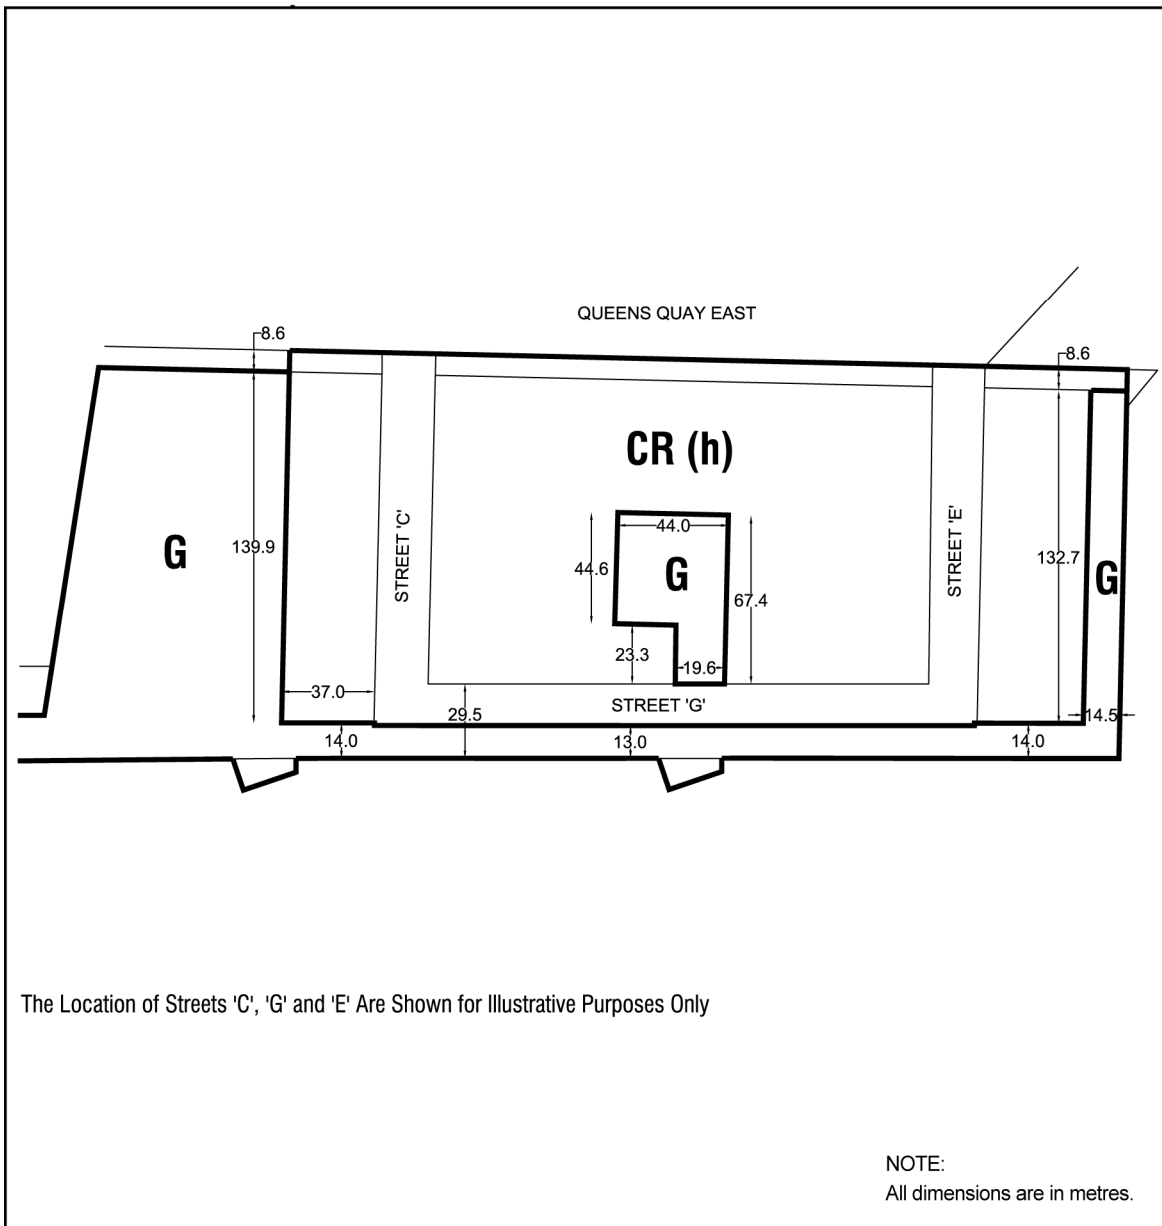 QUEENS QUAY EAST
8.6
8.6
CR (h)
STREET 'C'
STREET 'E'
44.0
G
139.9
44.6
G
132.7
G
67.4
23.3
19.6
37.0
STREET 'G'
29.5
14.5
14.0
13.0
14.0
The Location of Streets 'C', 'G' and 'E' Are Shown for Illustrative Purposes Only
NOTE:
All dimensions are in metres.